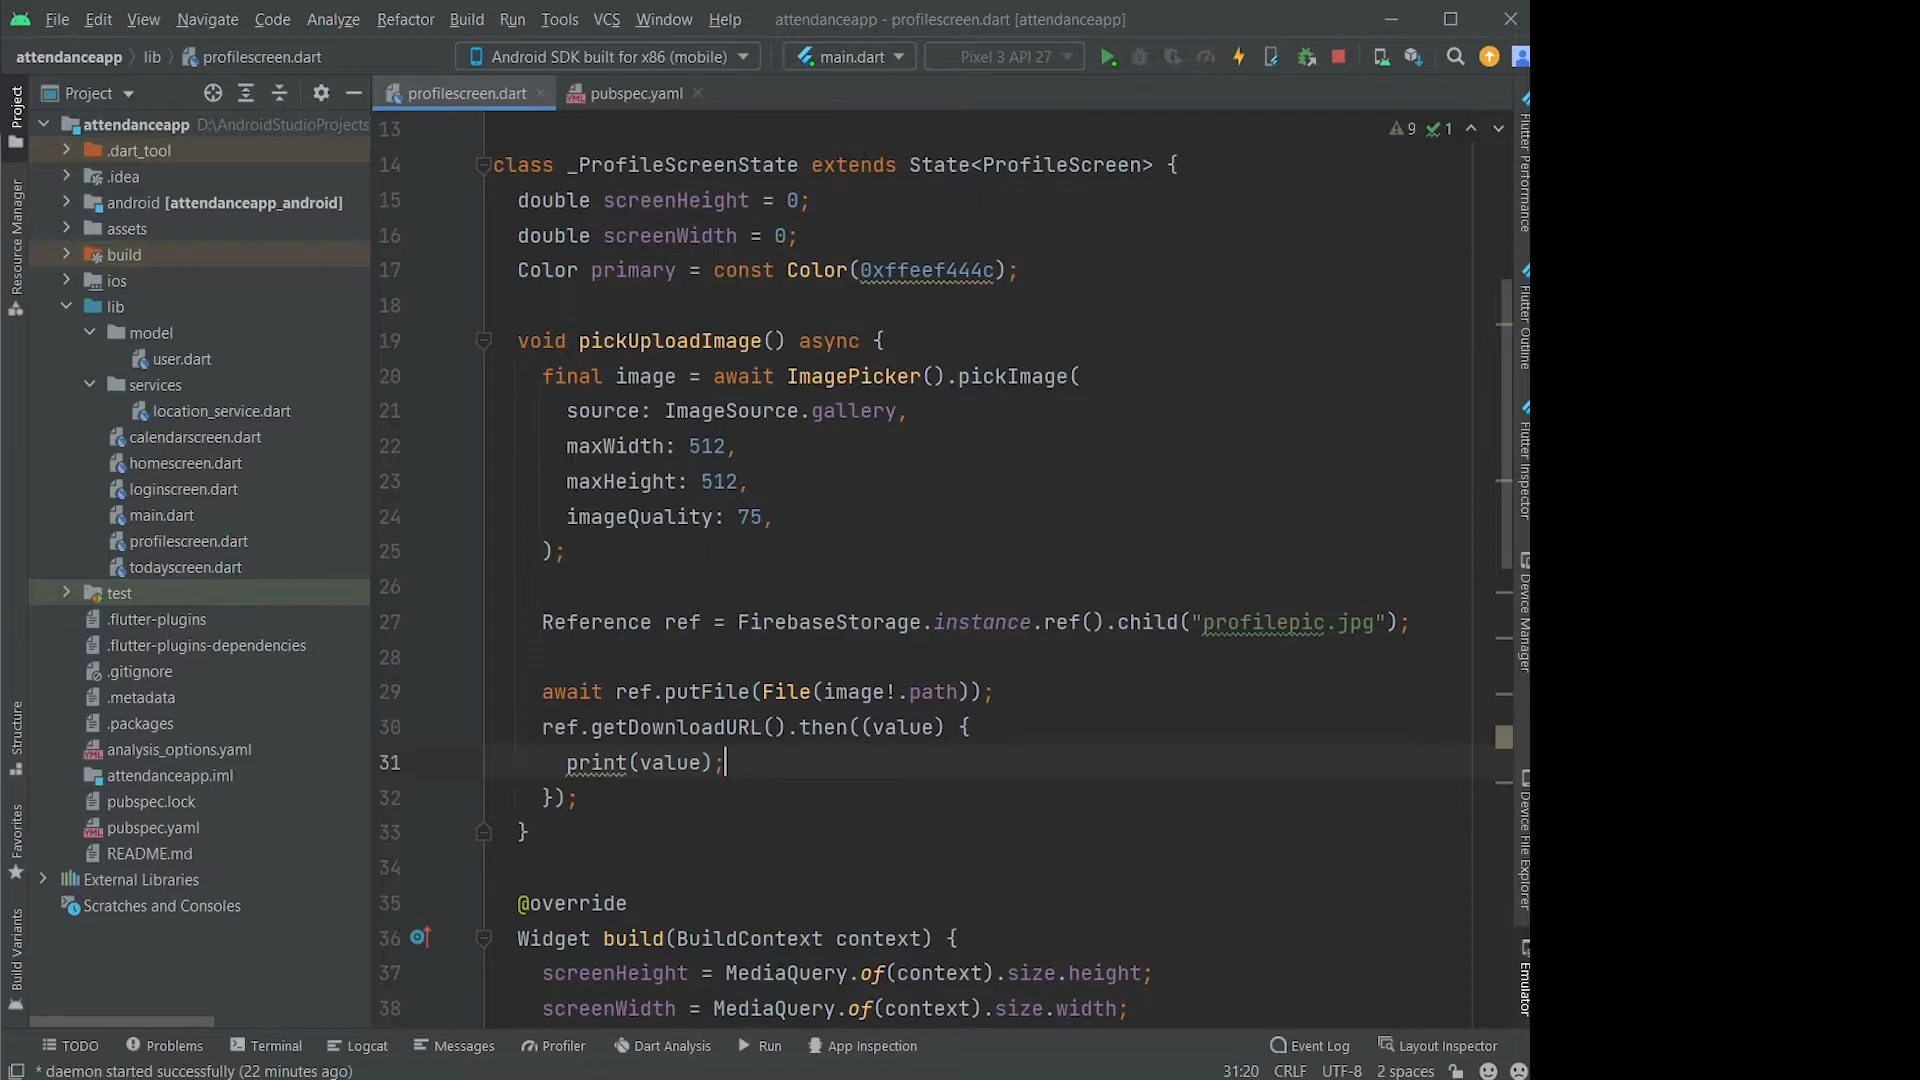 File Edit View Navigate Code Analyze Refactor Build Run Tools VCS Window Help attendanceapp - profilescreen.dart [attendanceapp]
attendanceapp lib profilescreen.dart Android SDK built for x86 (mobile) main.dart Pixel 3 API 27
Project profilescreen.dart pubspec.yaml
attendanceapp D:\AndroidStudioProjects
.dart_tool
.idea
android [attendanceapp_android]
assets
build
ios
lib
model
user.dart
services
location_service.dart
calendarscreen.dart
homescreen.dart
loginscreen.dart
main.dart
profilescreen.dart
todayscreen.dart
test
.flutter-plugins
.flutter-plugins-dependencies
.gitignore
.metadata
.packages
analysis_options.yaml
attendanceapp.iml
pubspec.lock
pubspec.yaml
README.md
External Libraries
Scratches and Consoles
Project
Resource Manager
Structure
Favorites
Build Variants
9 1
13
14 class _ProfileScreenState extends State<ProfileScreen> {
15 double screenHeight = 0;
16 double screenWidth = 0;
17 Color primary = const Color(0xffeef444c);
18
19 void pickUploadImage() async {
20 final image = await ImagePicker().pickImage(
21 source: ImageSource.gallery,
22 maxWidth: 512,
23 maxHeight: 512,
24 imageQuality: 75,
25 );
26
27 Reference ref = FirebaseStorage.instance.ref().child("profilepic.jpg");
28
29 await ref.putFile(File(image!.path));
30 ref.getDownloadURL().then((value) {
31 print(value);
32 });
33 }
34
35 @override
36 Widget build(BuildContext context) {
37 screenHeight = MediaQuery.of(context).size.height;
38 screenWidth = MediaQuery.of(context).size.width;
Flutter Performance
Flutter Outline
Flutter Inspector
Device Manager
Device File Explorer
Emulator
TODO Problems Terminal Logcat Messages Profiler Dart Analysis Run App Inspection Event Log Layout Inspector
* daemon started successfully (22 minutes ago) 31:20 CRLF UTF-8 2 spaces